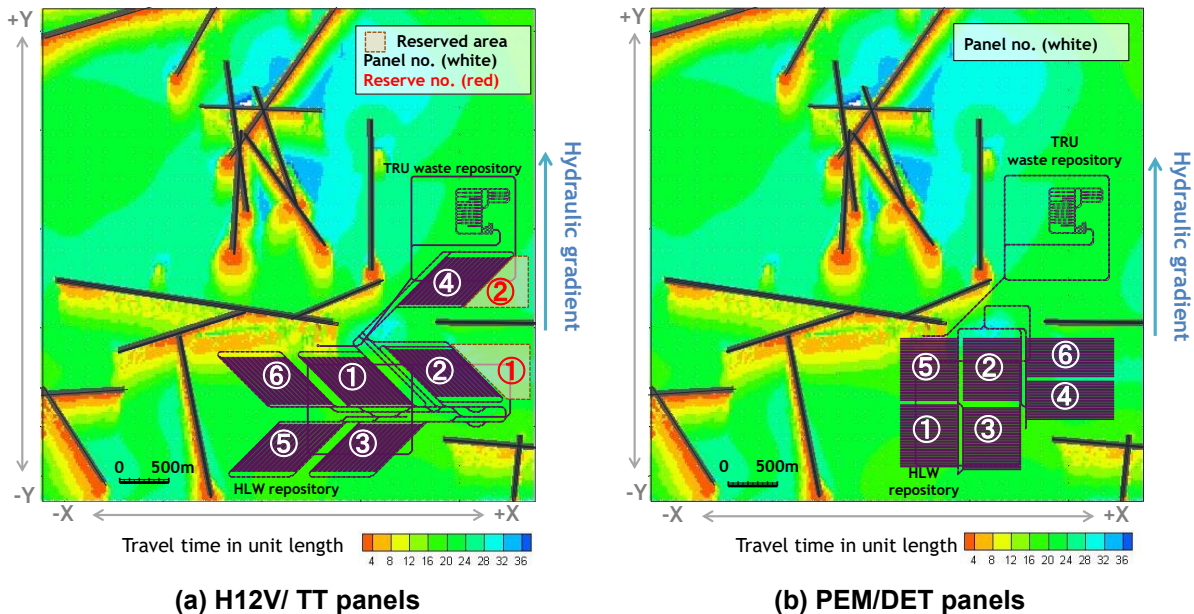 +Y
Reserved area
Panel no. (white)
Reserve no. (red)
TRU waste repository
Hydraulic gradient
④
②
⑥
①
②
①
⑤
③
0 500m
HLW repository
-Y
-X
+X
Travel time in unit length
4 8 12 16 20 24 28 32 36
(a) H12V/ TT panels
+Y
Panel no. (white)
TRU
waste repository
Hydraulic gradient
⑤
②
⑥
④
①
③
0 500m
HLW
repository
-Y
-X
+X
Travel time in unit length
4 8 12 16 20 24 28 32 36
(b) PEM/DET panels